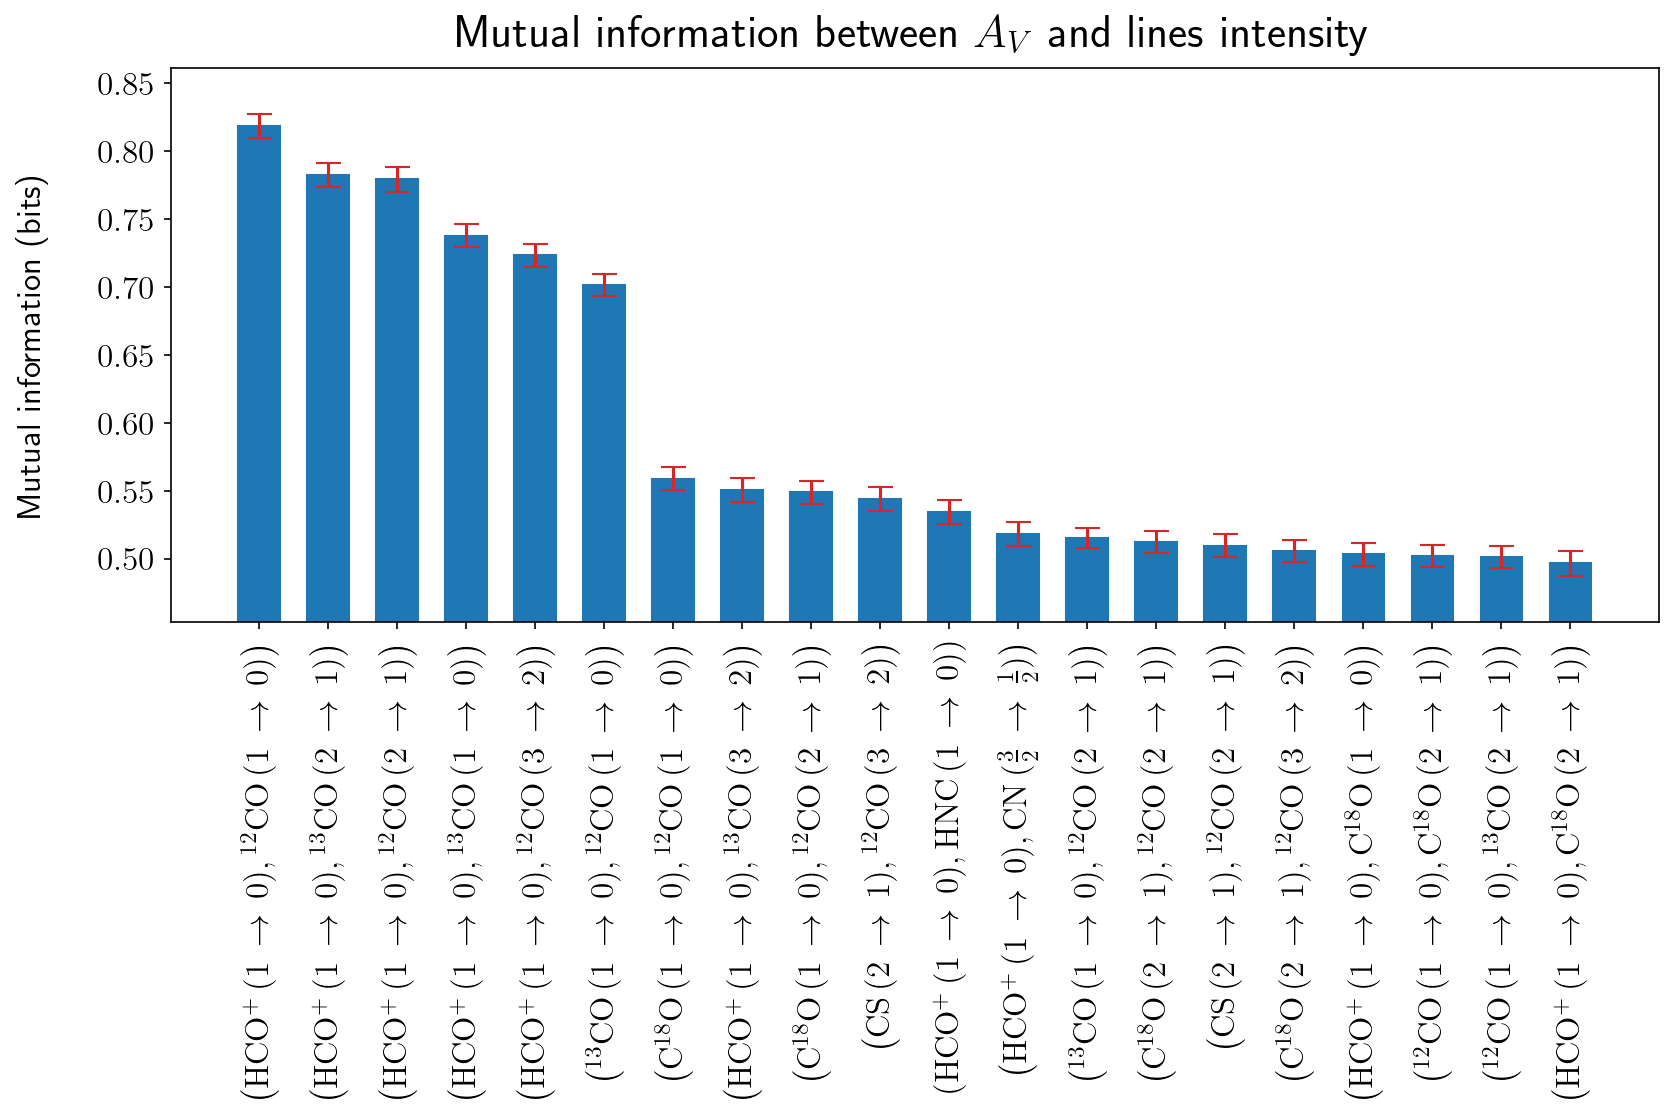 Mutual information between A_V and lines intensity
Mutual information (bits)
0.85
0.80
0.75
0.70
0.65
0.60
0.55
0.50
(HCO⁺ (1 → 0), ¹²CO (1 → 0))
(HCO⁺ (1 → 0), ¹³CO (2 → 1))
(HCO⁺ (1 → 0), ¹²CO (2 → 1))
(HCO⁺ (1 → 0), ¹³CO (1 → 0))
(HCO⁺ (1 → 0), ¹²CO (3 → 2))
(¹³CO (1 → 0), ¹²CO (1 → 0))
(C¹⁸O (1 → 0), ¹²CO (1 → 0))
(HCO⁺ (1 → 0), ¹³CO (3 → 2))
(C¹⁸O (1 → 0), ¹²CO (2 → 1))
(CS (2 → 1), ¹²CO (3 → 2))
(HCO⁺ (1 → 0), HNC (1 → 0))
(HCO⁺ (1 → 0), CN (3/2 → 1/2))
(¹³CO (1 → 0), ¹²CO (2 → 1))
(C¹⁸O (2 → 1), ¹²CO (2 → 1))
(CS (2 → 1), ¹²CO (2 → 1))
(C¹⁸O (2 → 1), ¹²CO (3 → 2))
(HCO⁺ (1 → 0), C¹⁸O (1 → 0))
(¹²CO (1 → 0), C¹⁸O (2 → 1))
(¹²CO (1 → 0), ¹³CO (2 → 1))
(HCO⁺ (1 → 0), C¹⁸O (2 → 1))